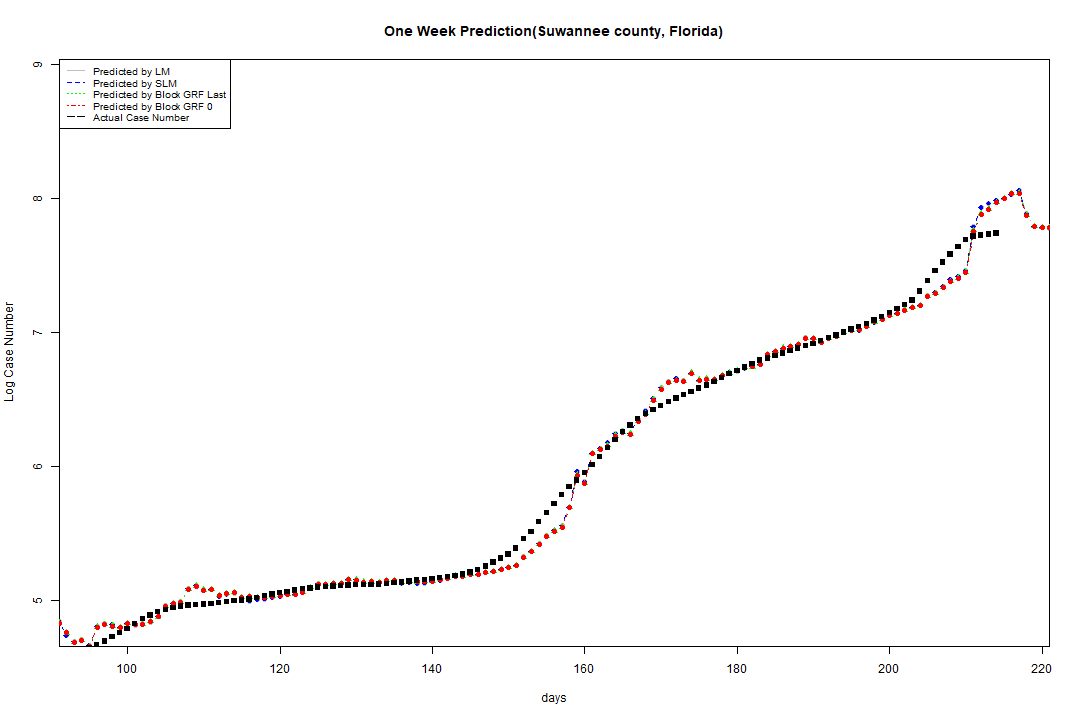 One Week Prediction(Suwannee county, Florida)
Predicted by LM
Predicted by SLM
Predicted by Block GRF Last
Predicted by Block GRF 0
Actual Case Number
9
8
7
6
5
Log Case Number
100 120 140 160 180 200 220
days